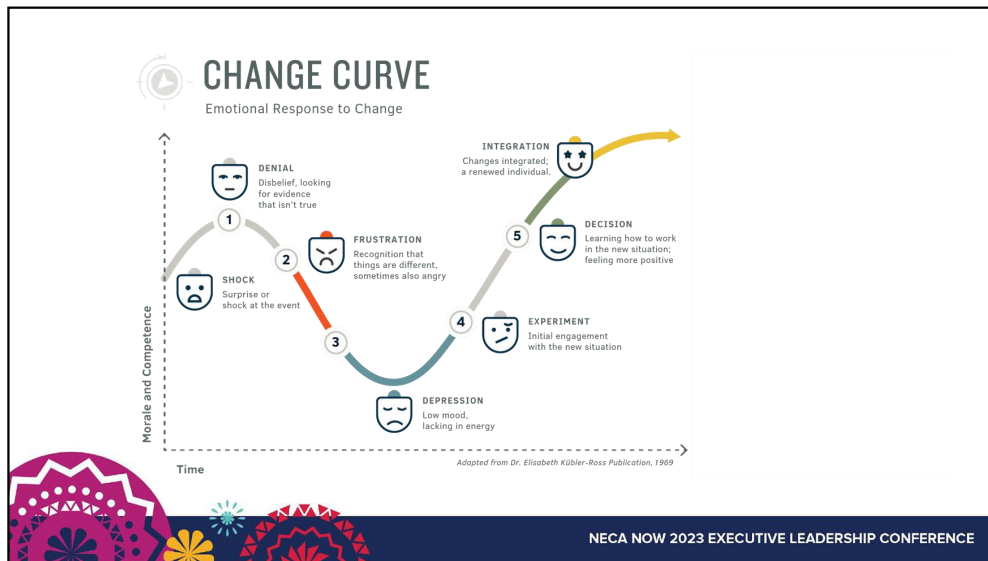 CHANGE CURVE
Emotional Response to Change
DENIAL
Disbelief, looking
for evidence
that isn't true
1
SHOCK
Surprise or
shock at the event
2
FRUSTRATION
Recognition that
things are different,
sometimes also angry
3
DEPRESSION
Low mood,
lacking in energy
4
EXPERIMENT
Initial engagement
with the new situation
5
DECISION
Learning how to work
in the new situation;
feeling more positive
INTEGRATION
Changes integrated;
a renewed individual.
Morale and Competence
Time
Adapted from Dr. Elisabeth Kübler-Ross Publication, 1969
NECA NOW 2023 EXECUTIVE LEADERSHIP CONFERENCE